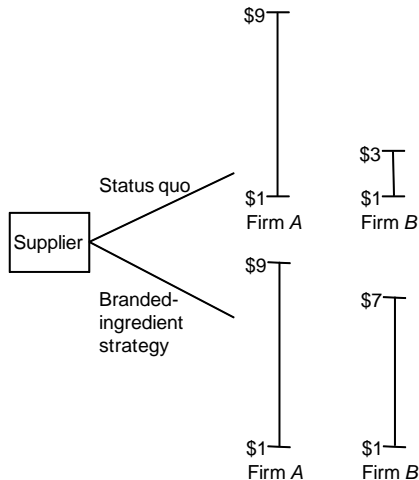 $9
$3
Status quo
$1
$1
Firm A
Firm B
Supplier
$9
Branded-
ingredient
strategy
$7
$1
$1
Firm A
Firm B